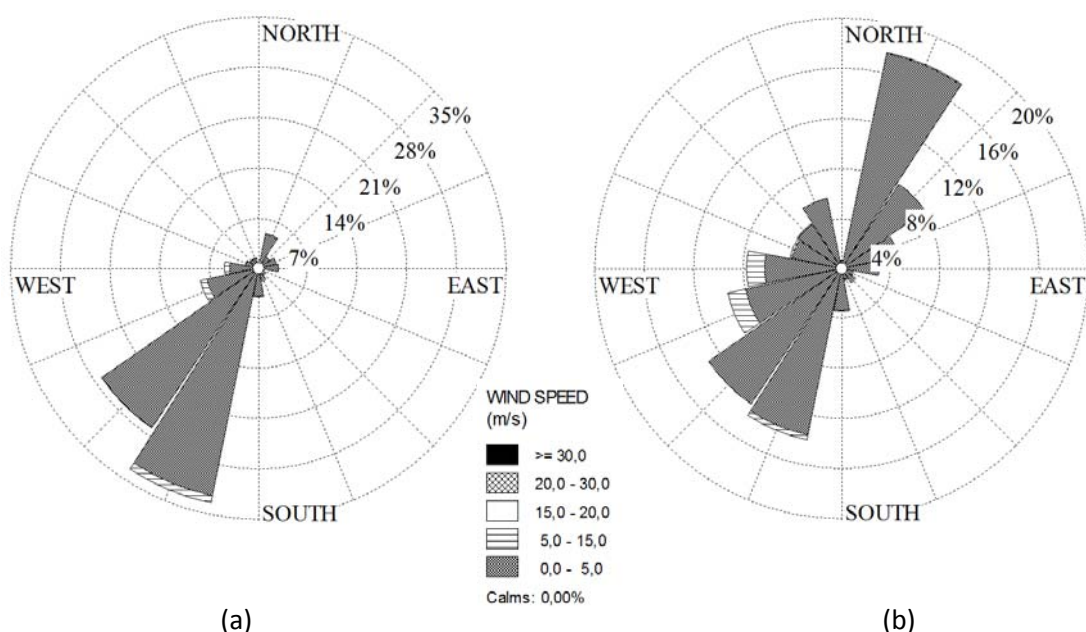 NORTH
35%
28%
21%
14%
7%
WEST
EAST
SOUTH
NORTH
20%
16%
12%
8%
4%
WEST
EAST
SOUTH
WIND SPEED
(m/s)
>= 30,0
20,0 - 30,0
15,0 - 20,0
5,0 - 15,0
0,0 - 5,0
Calms: 0,00%
(a)
(b)